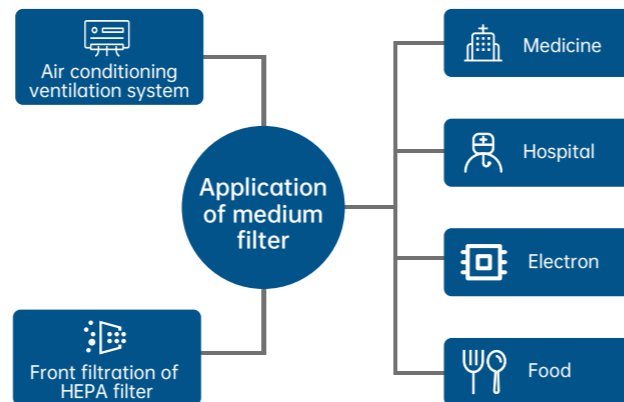 Air conditioning
ventilation system
Application
of medium
filter
Front filtration of
HEPA filter
Medicine
Hospital
Electron
Food